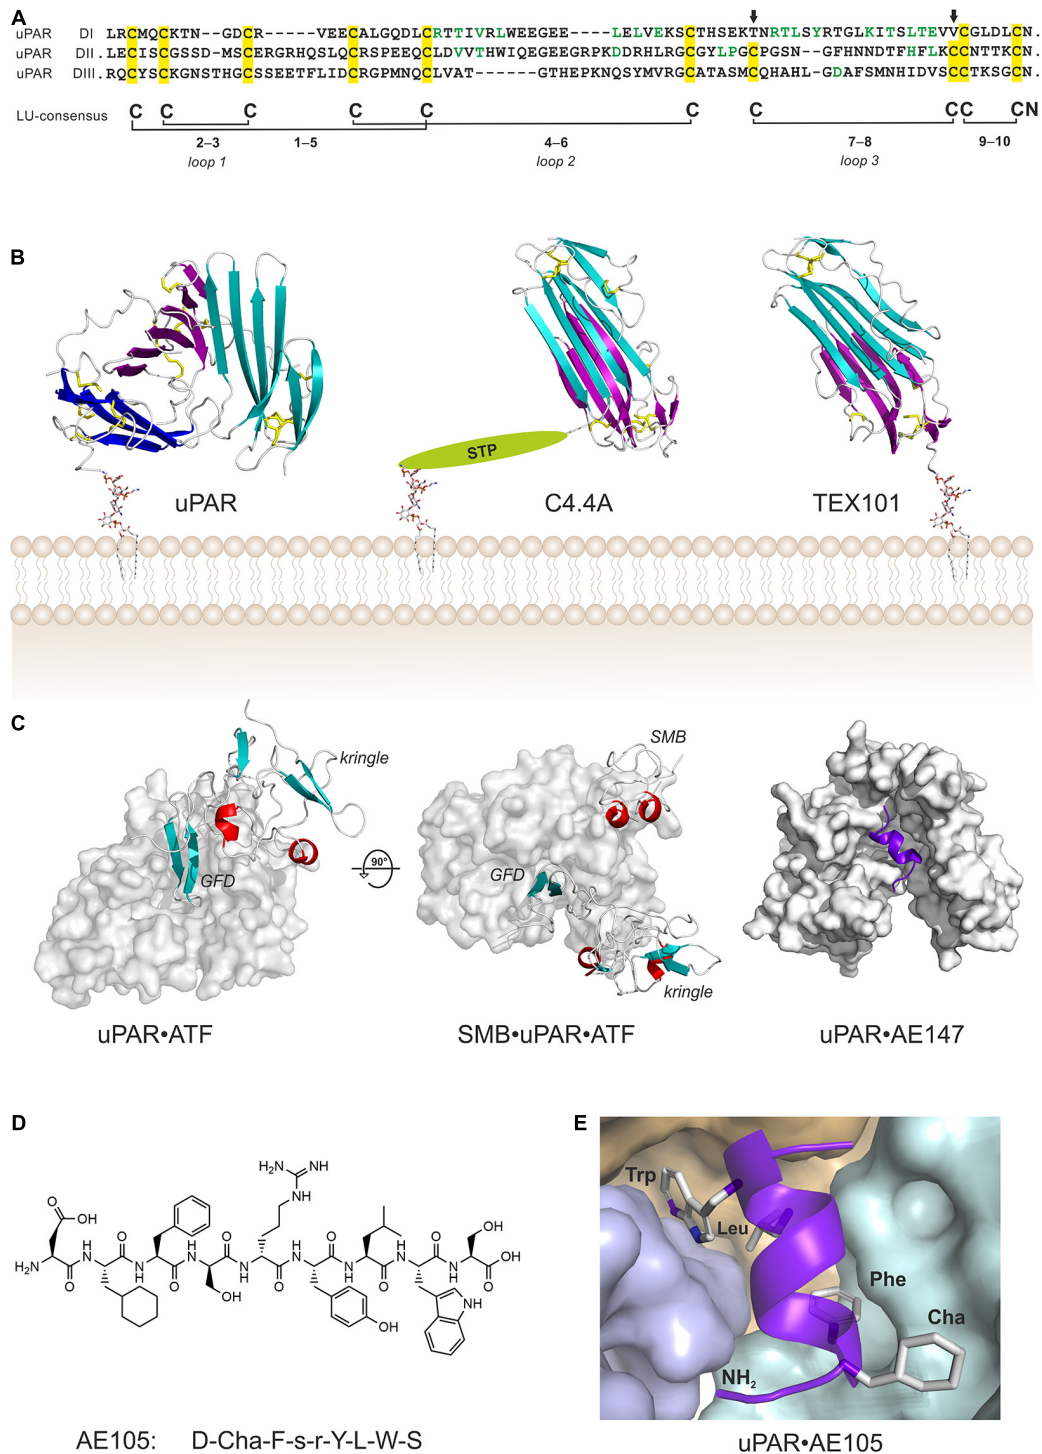 A
uPAR DI LRCMQCKTN--GDCR-----VEECALGQDLCRTTIVRLWEEGEE----LELVEKSCTHSEKTNRTLSYRTGLKITSLTEVVCGLDLCN.
uPAR DII. LECISCGSSD-MSCERGRHQSLQCRSPEEQCLDVVTHWIQEGEEGRPKDDRHLRGCGYLPGCPGSN--GFHNNDTFHFLKCCNTTKCN.
uPAR DIII. RQCYSCKGNSTHGCSSEETFLIDCRGPMNQCLVAT------GTHEPKNQSYMVRGCATASMCQHAHL-GDAFSMNHIDVSCCTKSGCN.
LU-consensus C C C C C C C CC CN
2–3 1–5 4–6 7–8 9–10
loop 1 loop 2 loop 3
B
STP
uPAR C4.4A TEX101
C
kringle SMB
GFD 90° GFD
kringle
uPAR•ATF SMB•uPAR•ATF uPAR•AE147
D
H₂N NH
NH
O OH
O O O O OH
H₂N N N N N N N N N OH
H H H H H H H H
O O O O O
OH
NH
OH
AE105: D-Cha-F-s-r-Y-L-W-S
E
Trp
Leu
Phe
Cha
NH₂
uPAR•AE105